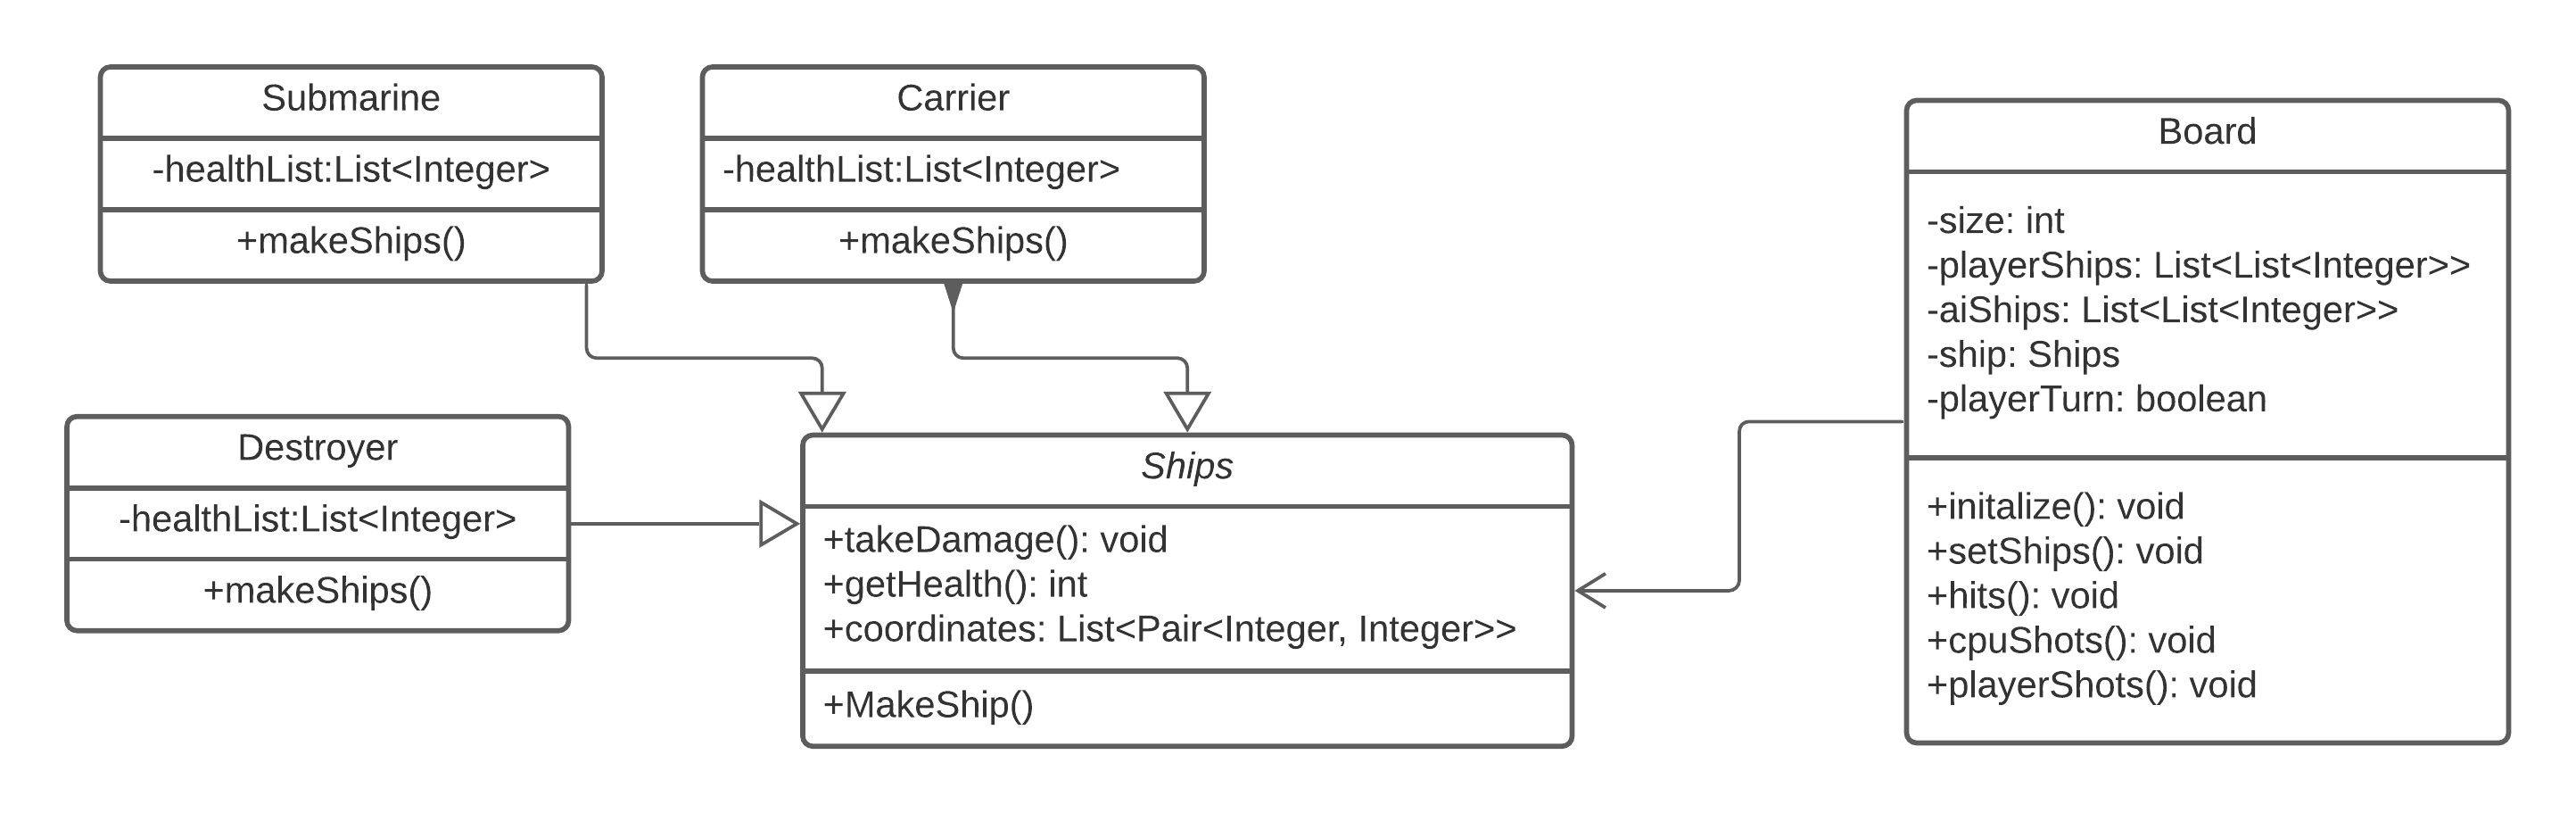 Submarine
-healthList:List<Integer>
+makeShips()
Carrier
-healthList:List<Integer>
+makeShips()
Board
-size: int
-playerShips: List<List<Integer>>
-aiShips: List<List<Integer>>
-ship: Ships
-playerTurn: boolean
+initalize(): void
+setShips(): void
+hits(): void
+cpuShots(): void
+playerShots(): void
Destroyer
-healthList:List<Integer>
+makeShips()
Ships
+takeDamage(): void
+getHealth(): int
+coordinates: List<Pair<Integer, Integer>>
+MakeShip()